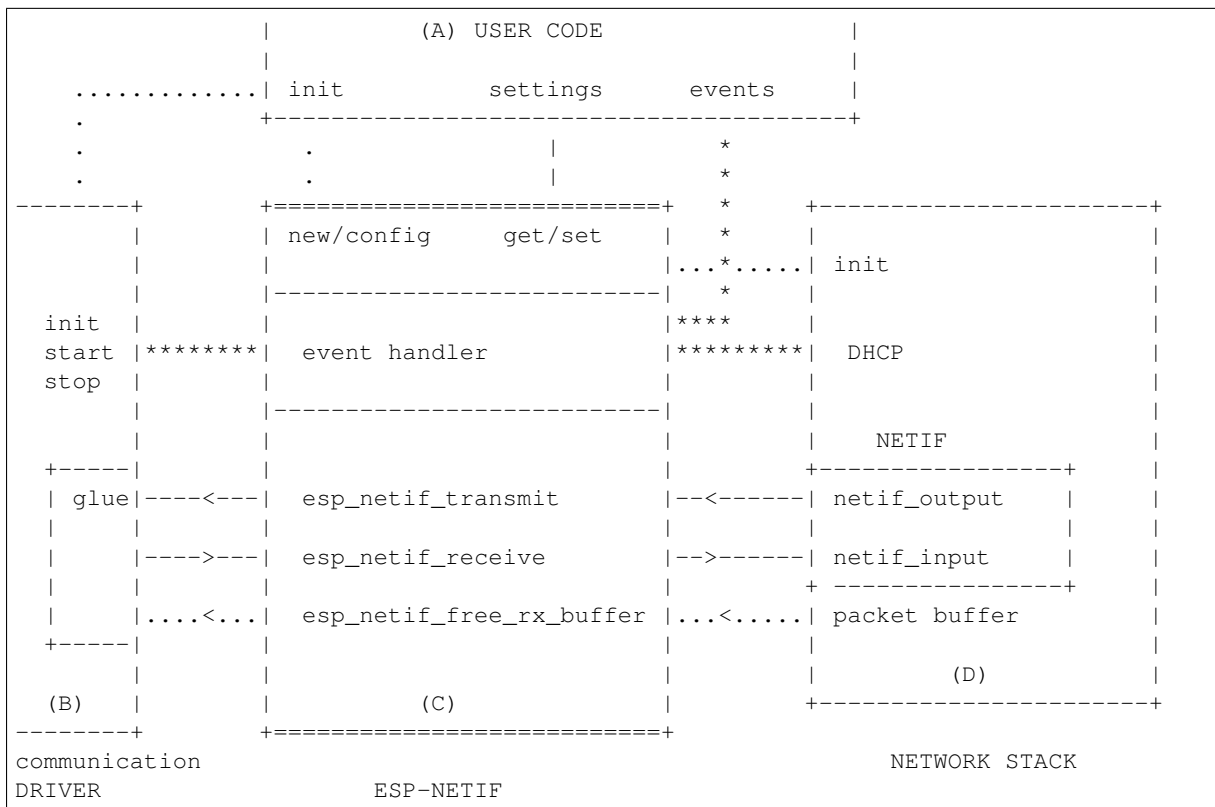 (A) USER CODE
init settings events
new/config get/set
init
init
start event handler DHCP
stop
NETIF
glue esp_netif_transmit netif_output
esp_netif_receive netif_input
esp_netif_free_rx_buffer packet buffer
(D)
(B) (C)
communication NETWORK STACK
DRIVER ESP-NETIF